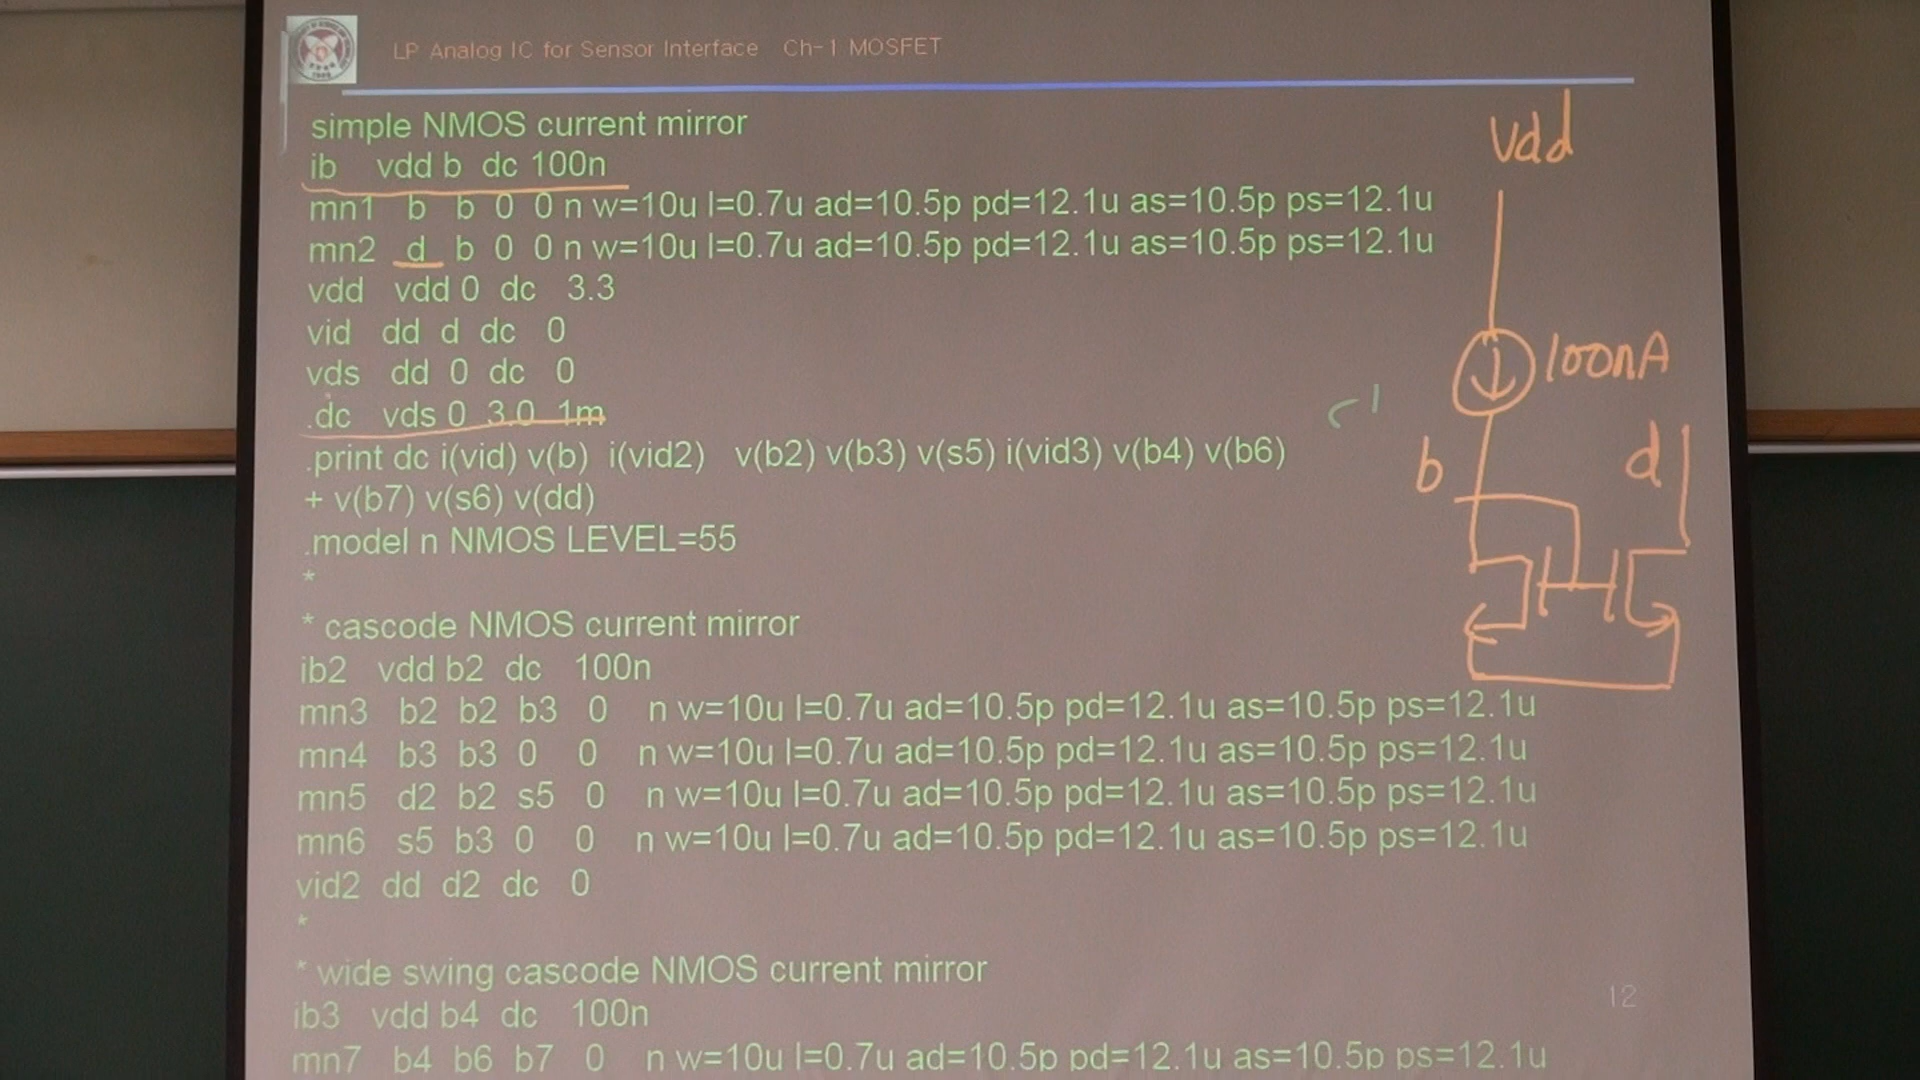 LP Analog IC for Sensor Interface Ch-1 MOSFET
simple NMOS current mirror
ib vdd b dc 100n
mn1 b b 0 0 n w=10u l=0.7u ad=10.5p pd=12.1u as=10.5p ps=12.1u
mn2 d b 0 0 n w=10u l=0.7u ad=10.5p pd=12.1u as=10.5p ps=12.1u
vdd vdd 0 dc 3.3
vid dd d dc 0
vds dd 0 dc 0
.dc vds 0 3.0 1m
.print dc i(vid) v(b) i(vid2) v(b2) v(b3) v(s5) i(vid3) v(b4) v(b6)
+ v(b7) v(s6) v(dd)
.model n NMOS LEVEL=55
*
* cascode NMOS current mirror
ib2 vdd b2 dc 100n
mn3 b2 b2 b3 0 n w=10u l=0.7u ad=10.5p pd=12.1u as=10.5p ps=12.1u
mn4 b3 b3 0 0 n w=10u l=0.7u ad=10.5p pd=12.1u as=10.5p ps=12.1u
mn5 d2 b2 s5 0 n w=10u l=0.7u ad=10.5p pd=12.1u as=10.5p ps=12.1u
mn6 s5 b3 0 0 n w=10u l=0.7u ad=10.5p pd=12.1u as=10.5p ps=12.1u
vid2 dd d2 dc 0
*
* wide swing cascode NMOS current mirror
ib3 vdd b4 dc 100n
mn7 b4 b6 b7 0 n w=10u l=0.7u ad=10.5p pd=12.1u as=10.5p ps=12.1u
Vdd
100nA
b
d
12